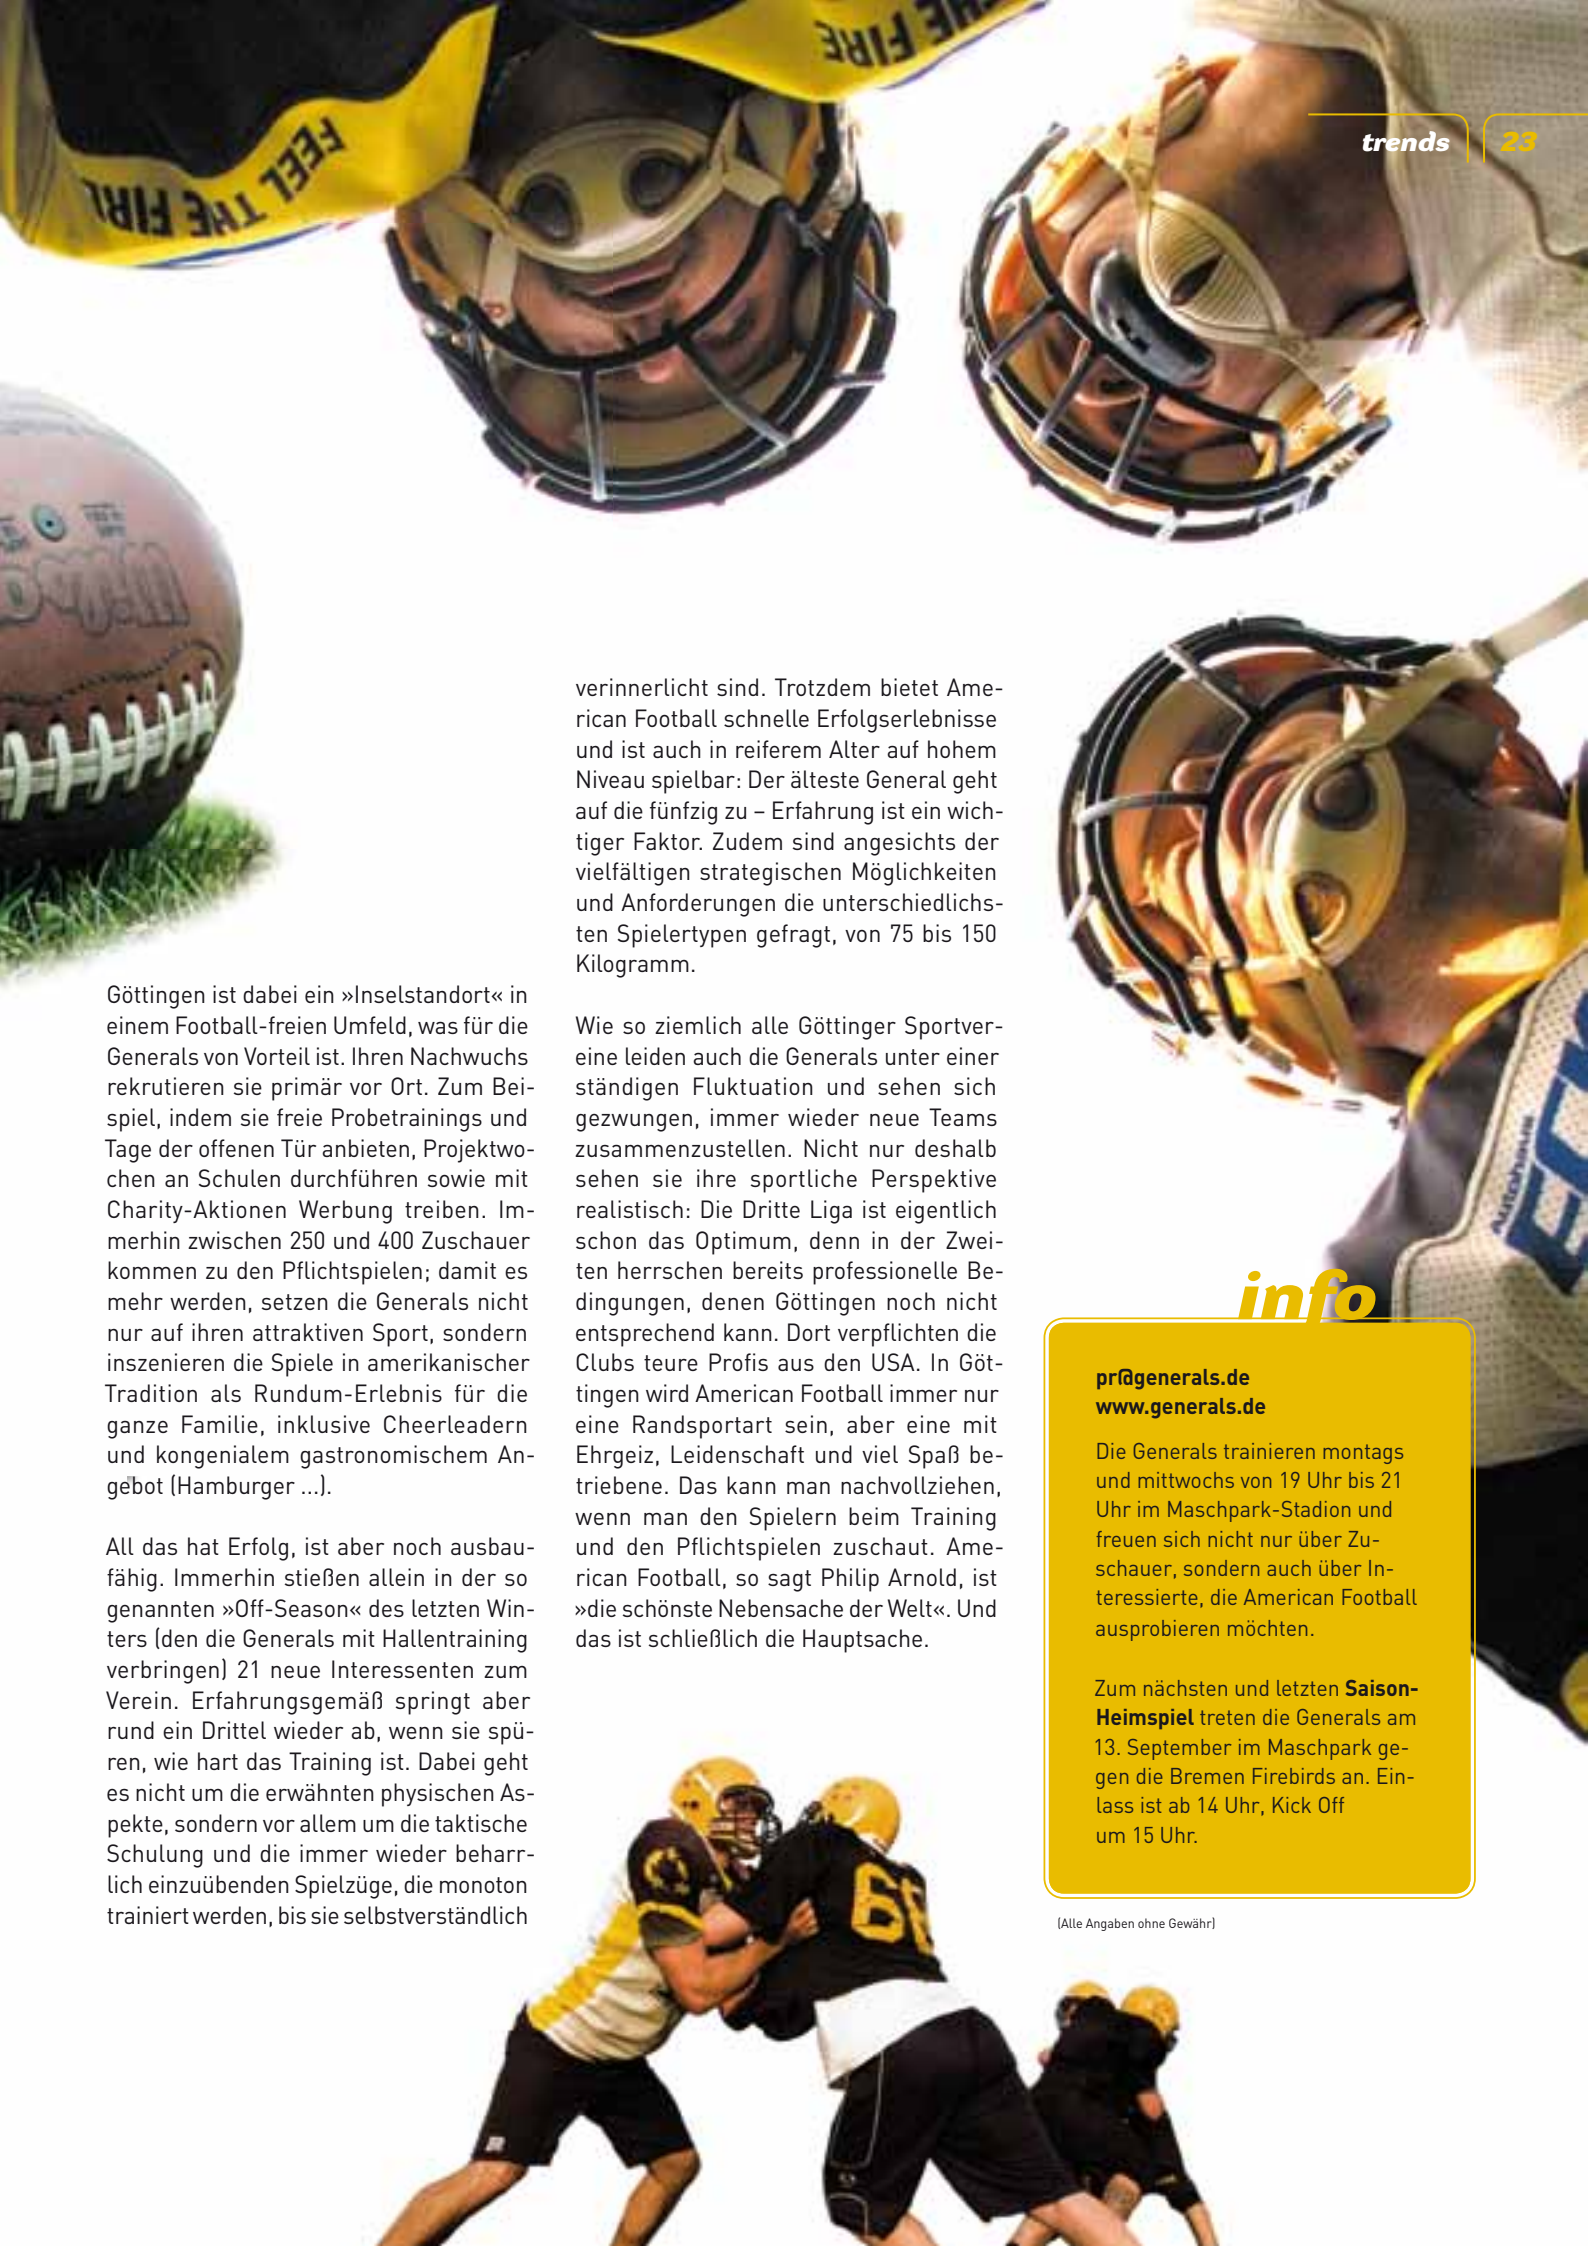 THE FIRE
FEEL THE FIRE
trends 23
Göttingen ist dabei ein »Inselstandort« in
einem Football-freien Umfeld, was für die
Generals von Vorteil ist. Ihren Nachwuchs
rekrutieren sie primär vor Ort. Zum Bei-
spiel, indem sie freie Probetrainings und
Tage der offenen Tür anbieten, Projektwo-
chen an Schulen durchführen sowie mit
Charity-Aktionen Werbung treiben. Im-
merhin zwischen 250 und 400 Zuschauer
kommen zu den Pflichtspielen; damit es
mehr werden, setzen die Generals nicht
nur auf ihren attraktiven Sport, sondern
inszenieren die Spiele in amerikanischer
Tradition als Rundum-Erlebnis für die
ganze Familie, inklusive Cheerleadern
und kongenialem gastronomischem An-
gebot (Hamburger ...).
All das hat Erfolg, ist aber noch ausbau-
fähig. Immerhin stießen allein in der so
genannten »Off-Season« des letzten Win-
ters (den die Generals mit Hallentraining
verbringen) 21 neue Interessenten zum
Verein. Erfahrungsgemäß springt aber
rund ein Drittel wieder ab, wenn sie spü-
ren, wie hart das Training ist. Dabei geht
es nicht um die erwähnten physischen As-
pekte, sondern vor allem um die taktische
Schulung und die immer wieder beharr-
lich einzuübenden Spielzüge, die monoton
trainiert werden, bis sie selbstverständlich
verinnerlicht sind. Trotzdem bietet Ame-
rican Football schnelle Erfolgserlebnisse
und ist auch in reiferem Alter auf hohem
Niveau spielbar: Der älteste General geht
auf die fünfzig zu – Erfahrung ist ein wich-
tiger Faktor. Zudem sind angesichts der
vielfältigen strategischen Möglichkeiten
und Anforderungen die unterschiedlichs-
ten Spielertypen gefragt, von 75 bis 150
Kilogramm.
Wie so ziemlich alle Göttinger Sportver-
eine leiden auch die Generals unter einer
ständigen Fluktuation und sehen sich
gezwungen, immer wieder neue Teams
zusammenzustellen. Nicht nur deshalb
sehen sie ihre sportliche Perspektive
realistisch: Die Dritte Liga ist eigentlich
schon das Optimum, denn in der Zwei-
ten herrschen bereits professionelle Be-
dingungen, denen Göttingen noch nicht
entsprechend kann. Dort verpflichten die
Clubs teure Profis aus den USA. In Göt-
tingen wird American Football immer nur
eine Randsportart sein, aber eine mit
Ehrgeiz, Leidenschaft und viel Spaß be-
triebene. Das kann man nachvollziehen,
wenn man den Spielern beim Training
und den Pflichtspielen zuschaut. Ame-
rican Football, so sagt Philip Arnold, ist
»die schönste Nebensache der Welt«. Und
das ist schließlich die Hauptsache.
Autohaus
66
info
pr@generals.de
www.generals.de
Die Generals trainieren montags
und mittwochs von 19 Uhr bis 21
Uhr im Maschpark-Stadion und
freuen sich nicht nur über Zu-
schauer, sondern auch über In-
teressierte, die American Football
ausprobieren möchten.
Zum nächsten und letzten Saison-
Heimspiel treten die Generals am
13. September im Maschpark ge-
gen die Bremen Firebirds an. Ein-
lass ist ab 14 Uhr, Kick Off
um 15 Uhr.
(Alle Angaben ohne Gewähr)